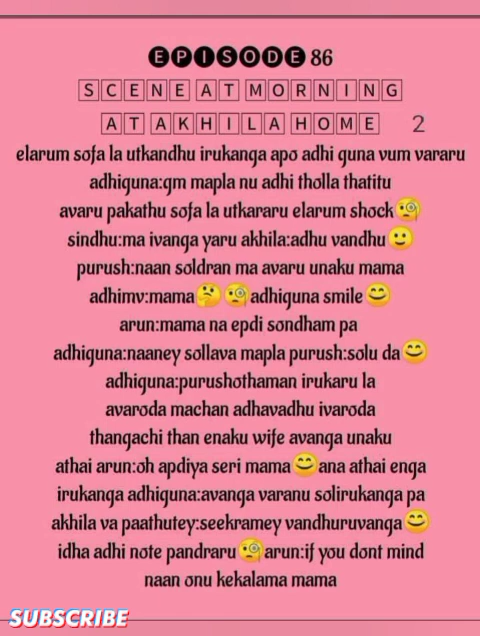 EPISODE 86
SCENE AT MORNING
AT AKHILA HOME 2
elarum sofa la utkandhu irukanga apo adhi guna vum vararu
adhiguna:gm mapla nu adhi tholla thatitu
avaru pakathu sofa la utkararu elarum shock🧐
sindhu:ma ivanga yaru akhila:adhu vandhu🙂
purush:naan soldran ma avaru unaku mama
adhimv:mama🤔🧐adhiguna smile😊
arun:mama na epdi sondham pa
adhiguna:naaney sollava mapla purush:solu da😊
adhiguna:purushothaman irukaru la
avaroda machan adhavadhu ivaroda
thangachi than enaku wife avanga unaku
athai arun:oh apdiya seri mama😊ana athai enga
irukanga adhiguna:avanga varanu solirukanga pa
akhila va paathutey:seekramey vandhuruvanga😊
idha adhi note pandraru🧐arun:if you dont mind
naan onu kekalama mama
SUBSCRIBE